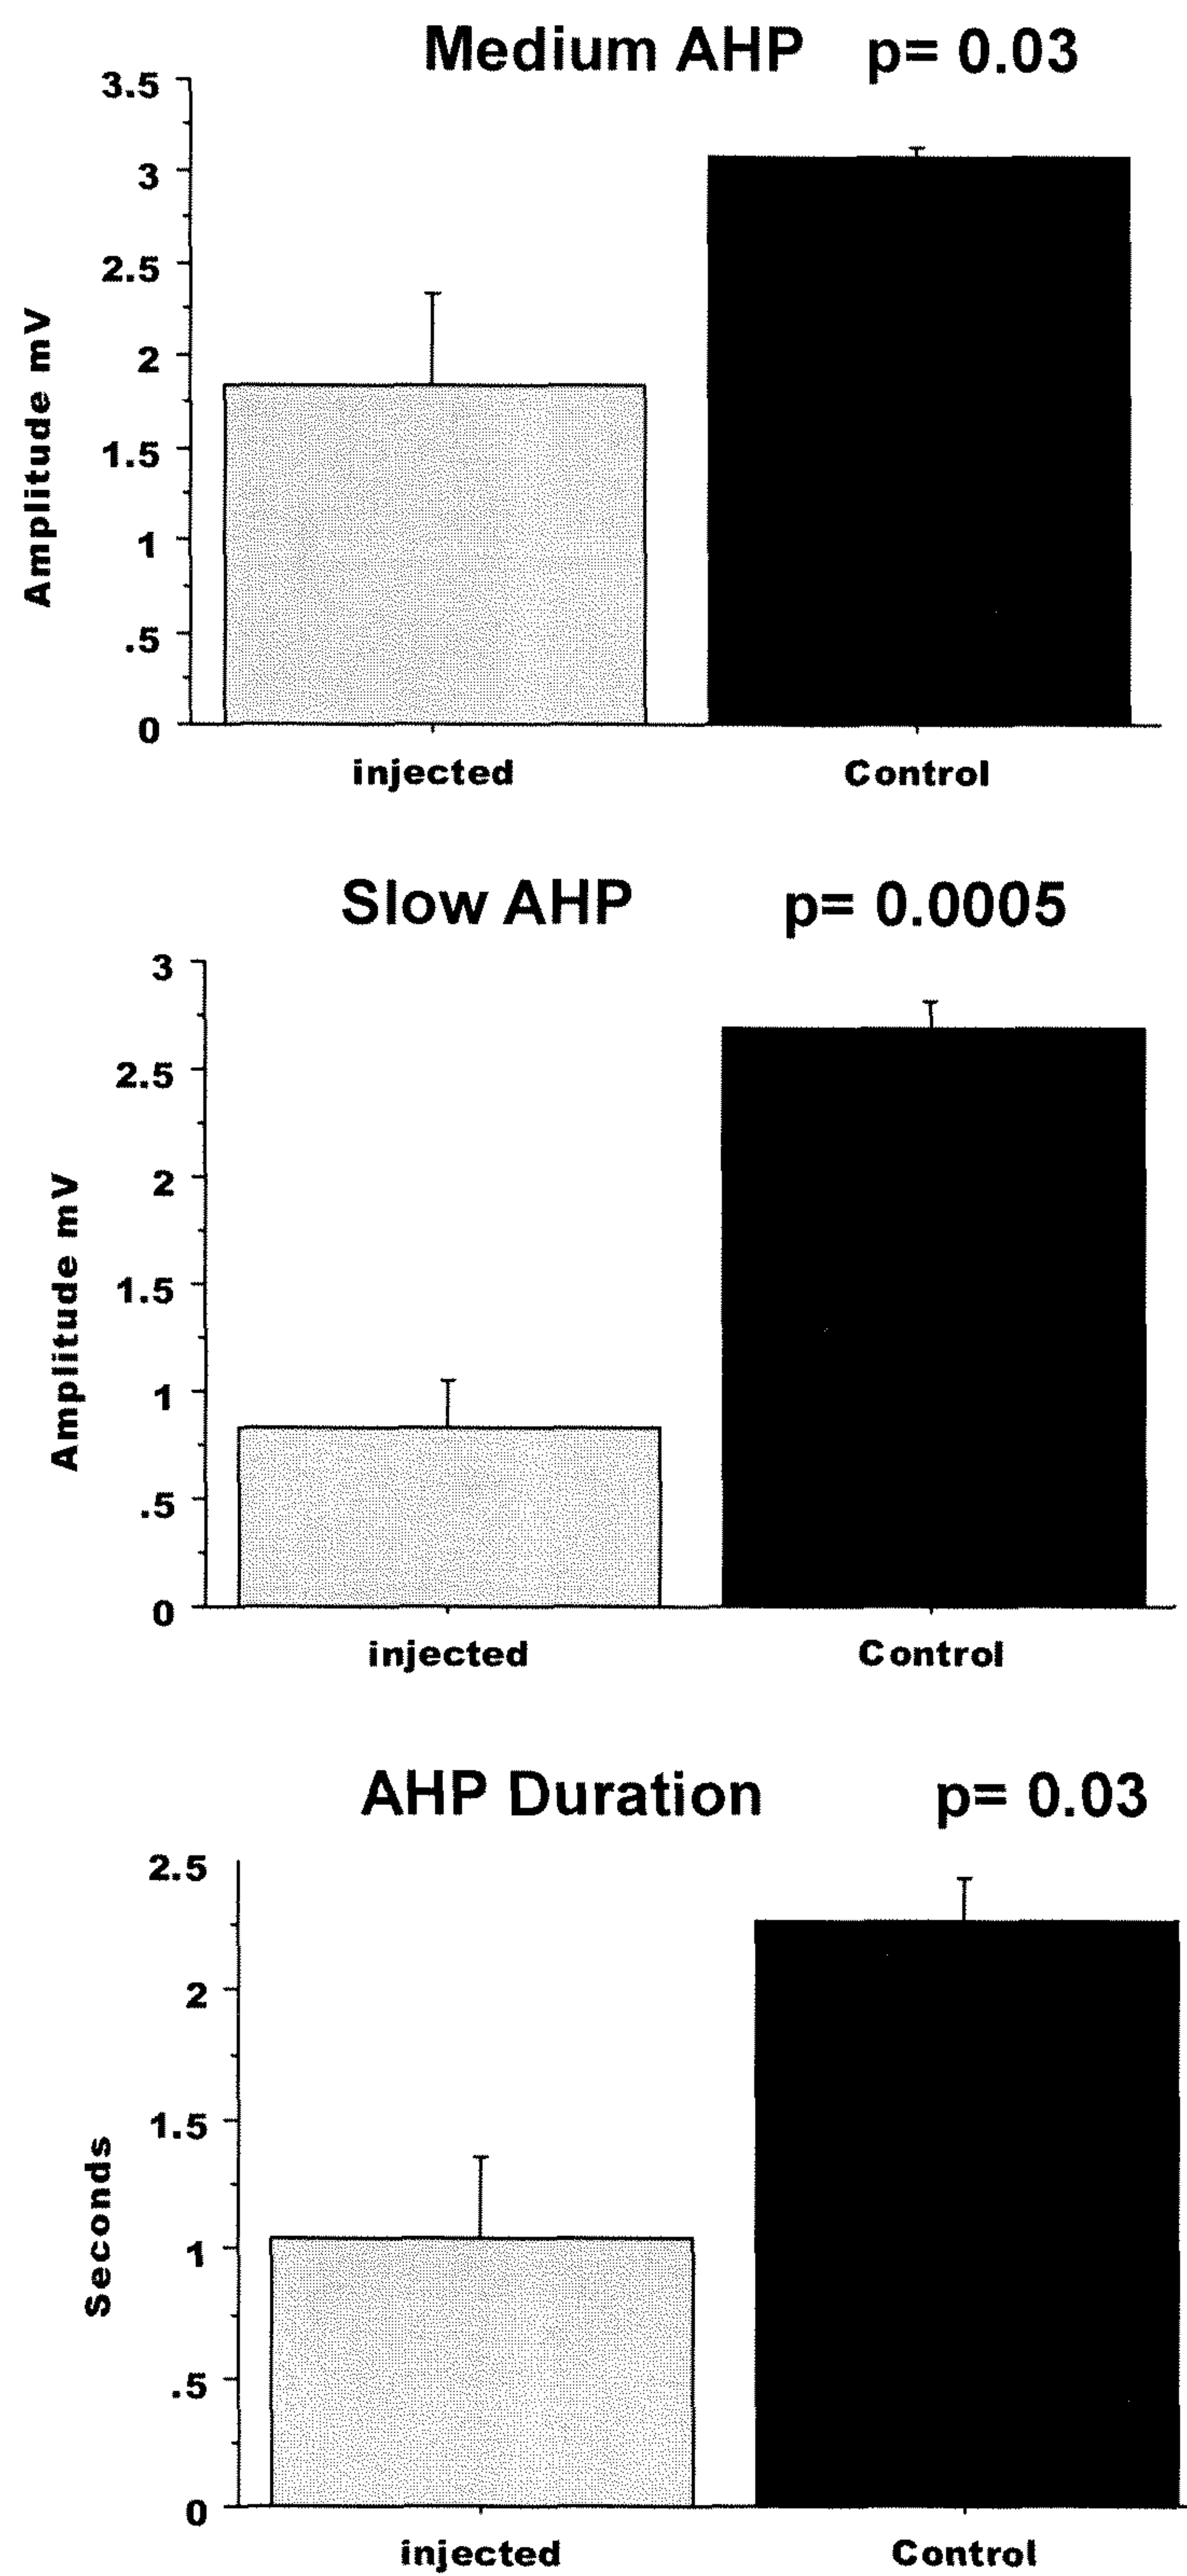 Medium AHP p= 0.03
3.5
3
2.5
2
1.5
1
.5
0
Amplitude mV
injected Control
Slow AHP p= 0.0005
3
2.5
2
1.5
1
.5
0
Amplitude mV
injected Control
AHP Duration p= 0.03
2.5
2
1.5
1
.5
0
Seconds
injected Control